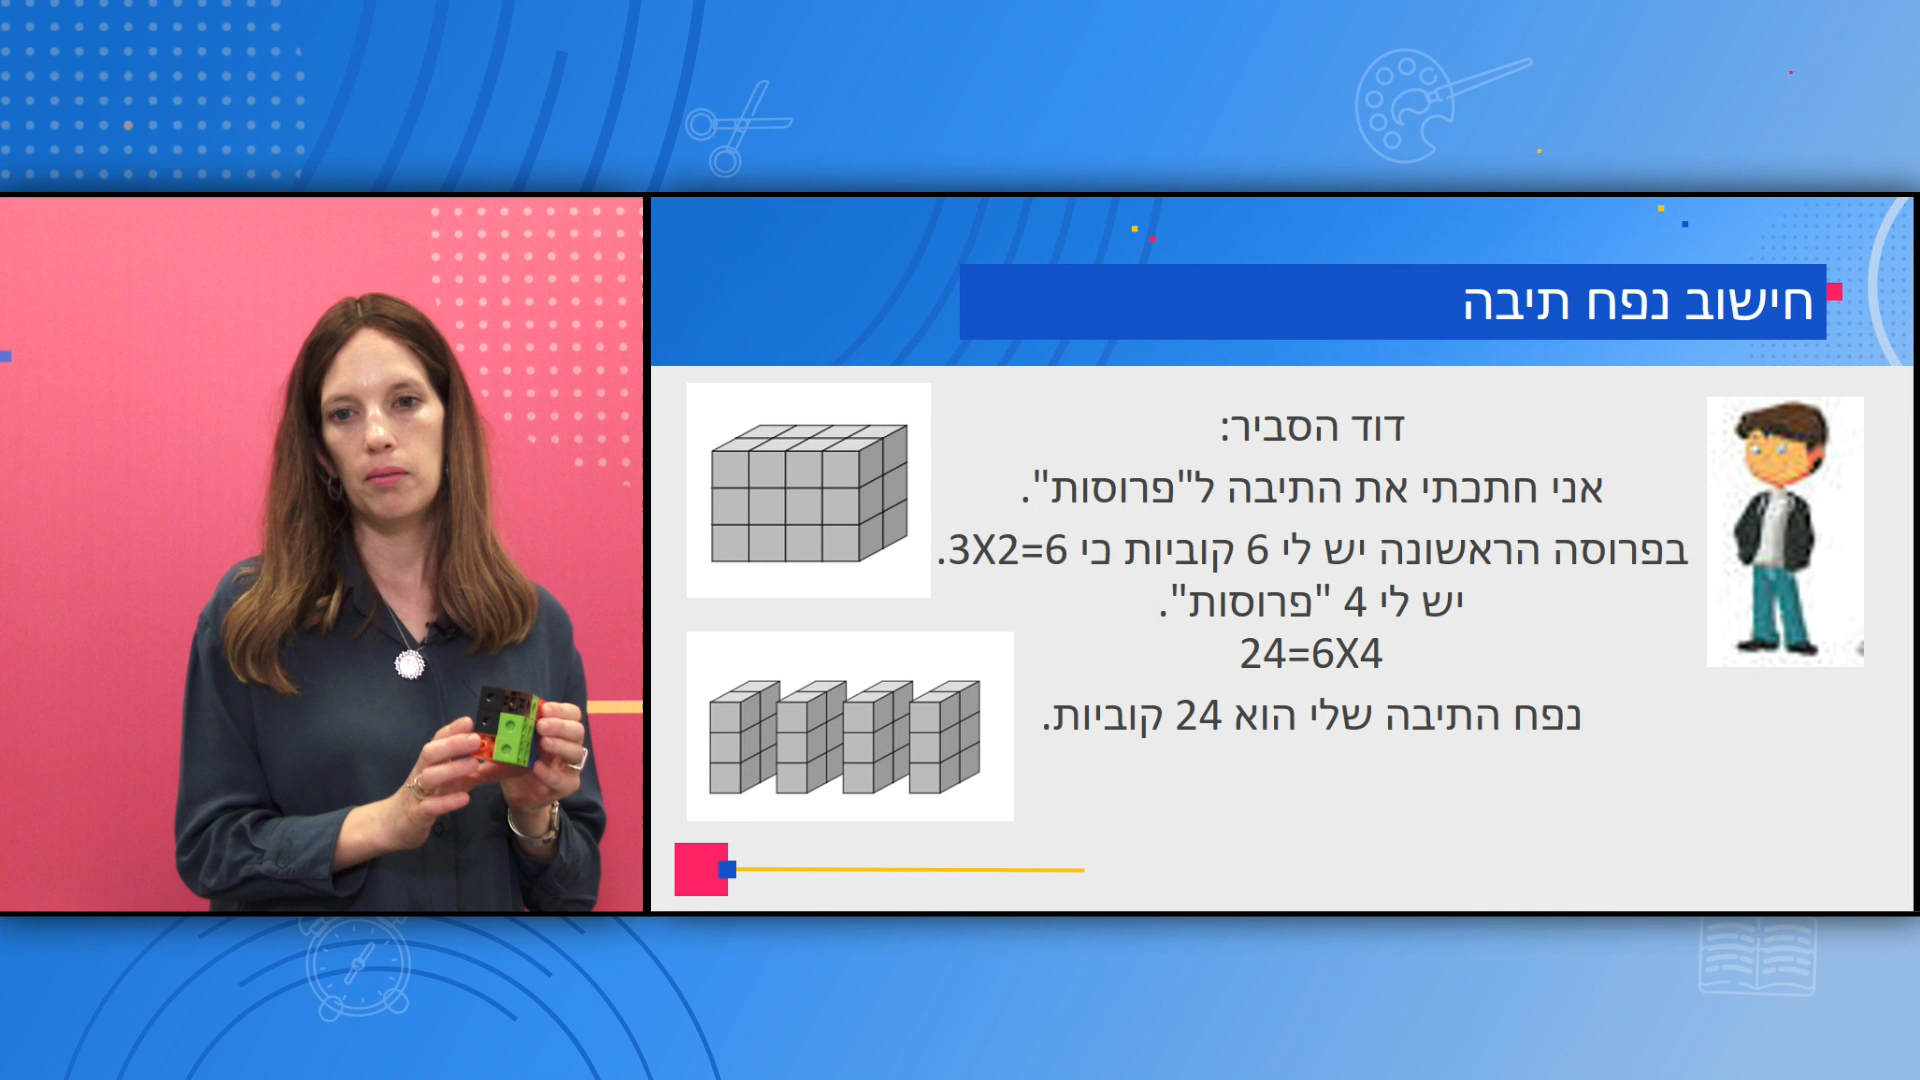 חישוב נפח תיבה
דוד הסביר:
אני חתכתי את התיבה ל"פרוסות".
בפרוסה הראשונה יש לי 6 קוביות כי 3X2=6.
יש לי 4 "פרוסות".
24=6X4
נפח התיבה שלי הוא 24 קוביות.